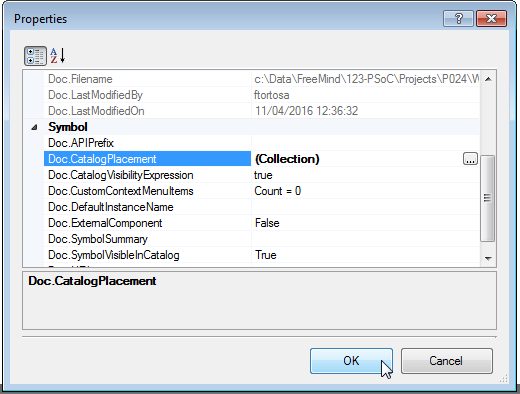 Properties
?
A
Z
Doc.Filename c:\Data\FreeMind\123-PSoC\Projects\P024\W
Doc.LastModifiedBy ftortosa
Doc.LastModifiedOn 11/04/2016 12:36:32
Symbol
Doc.APIPrefix
Doc.CatalogPlacement (Collection) ...
Doc.CatalogVisibilityExpression true
Doc.CustomContextMenuItems Count = 0
Doc.DefaultInstanceName
Doc.ExternalComponent False
Doc.SymbolSummary
Doc.SymbolVisibleInCatalog True
Doc.CatalogPlacement
OK Cancel